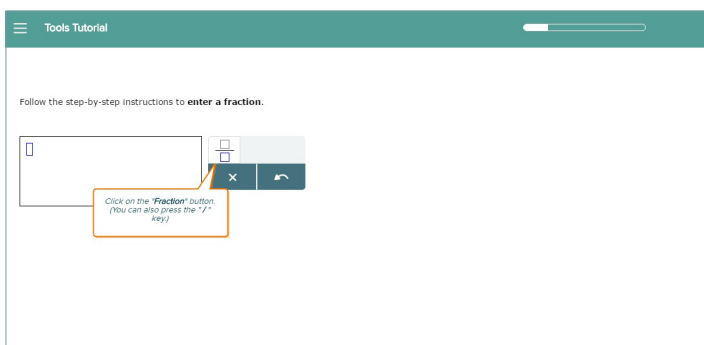 Tools Tutorial
Follow the step-by-step instructions to enter a fraction.
Click on the "Fraction" button.
(You can also press the "/"
key.)